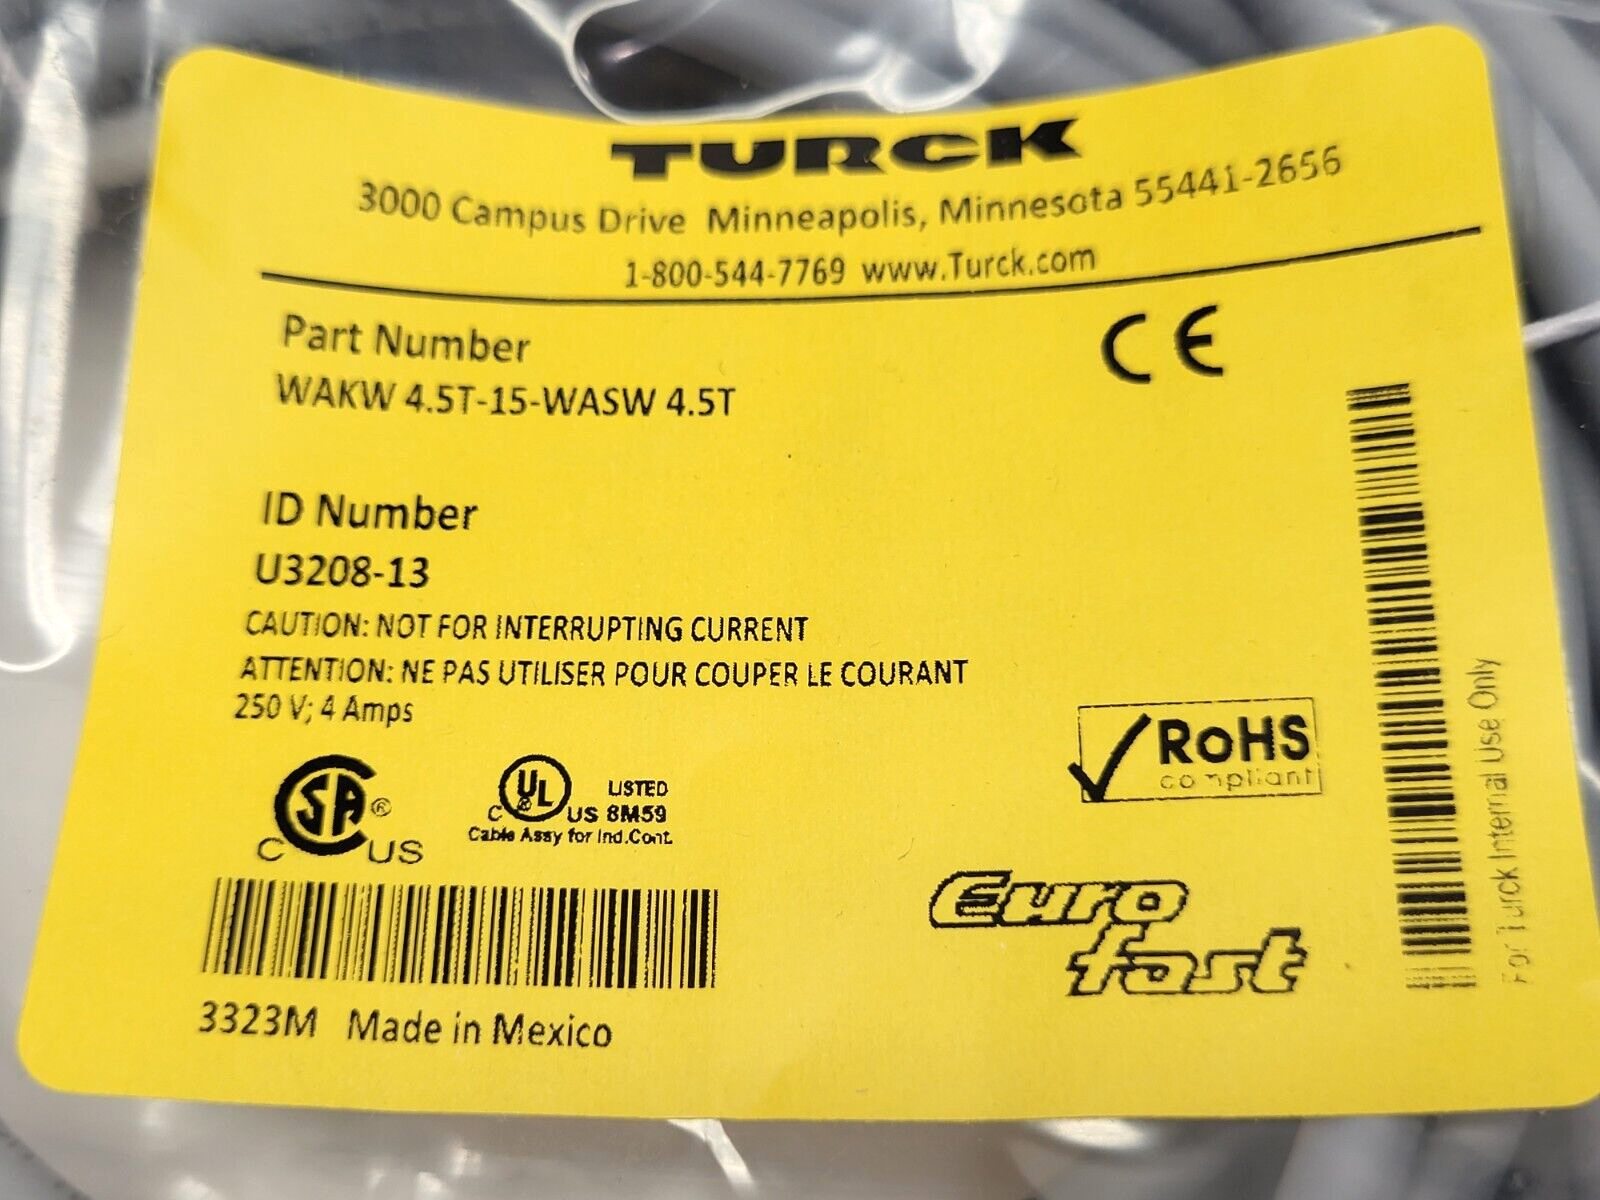 TURCK
3000 Campus Drive Minneapolis, Minnesota 55441-2656
1-800-544-7769 www.Turck.com
Part Number
WAKW 4.5T-15-WASW 4.5T
CE
ID Number
U3208-13
CAUTION: NOT FOR INTERRUPTING CURRENT
ATTENTION: NE PAS UTILISER POUR COUPER LE COURANT
250 V; 4 Amps
RoHS
compliant
CSA ®
C US
UL ® LISTED
C US 8M59
Cable Assy for Ind.Cont.
Euro
fast
3323M Made in Mexico
For Turck Internal Use Only